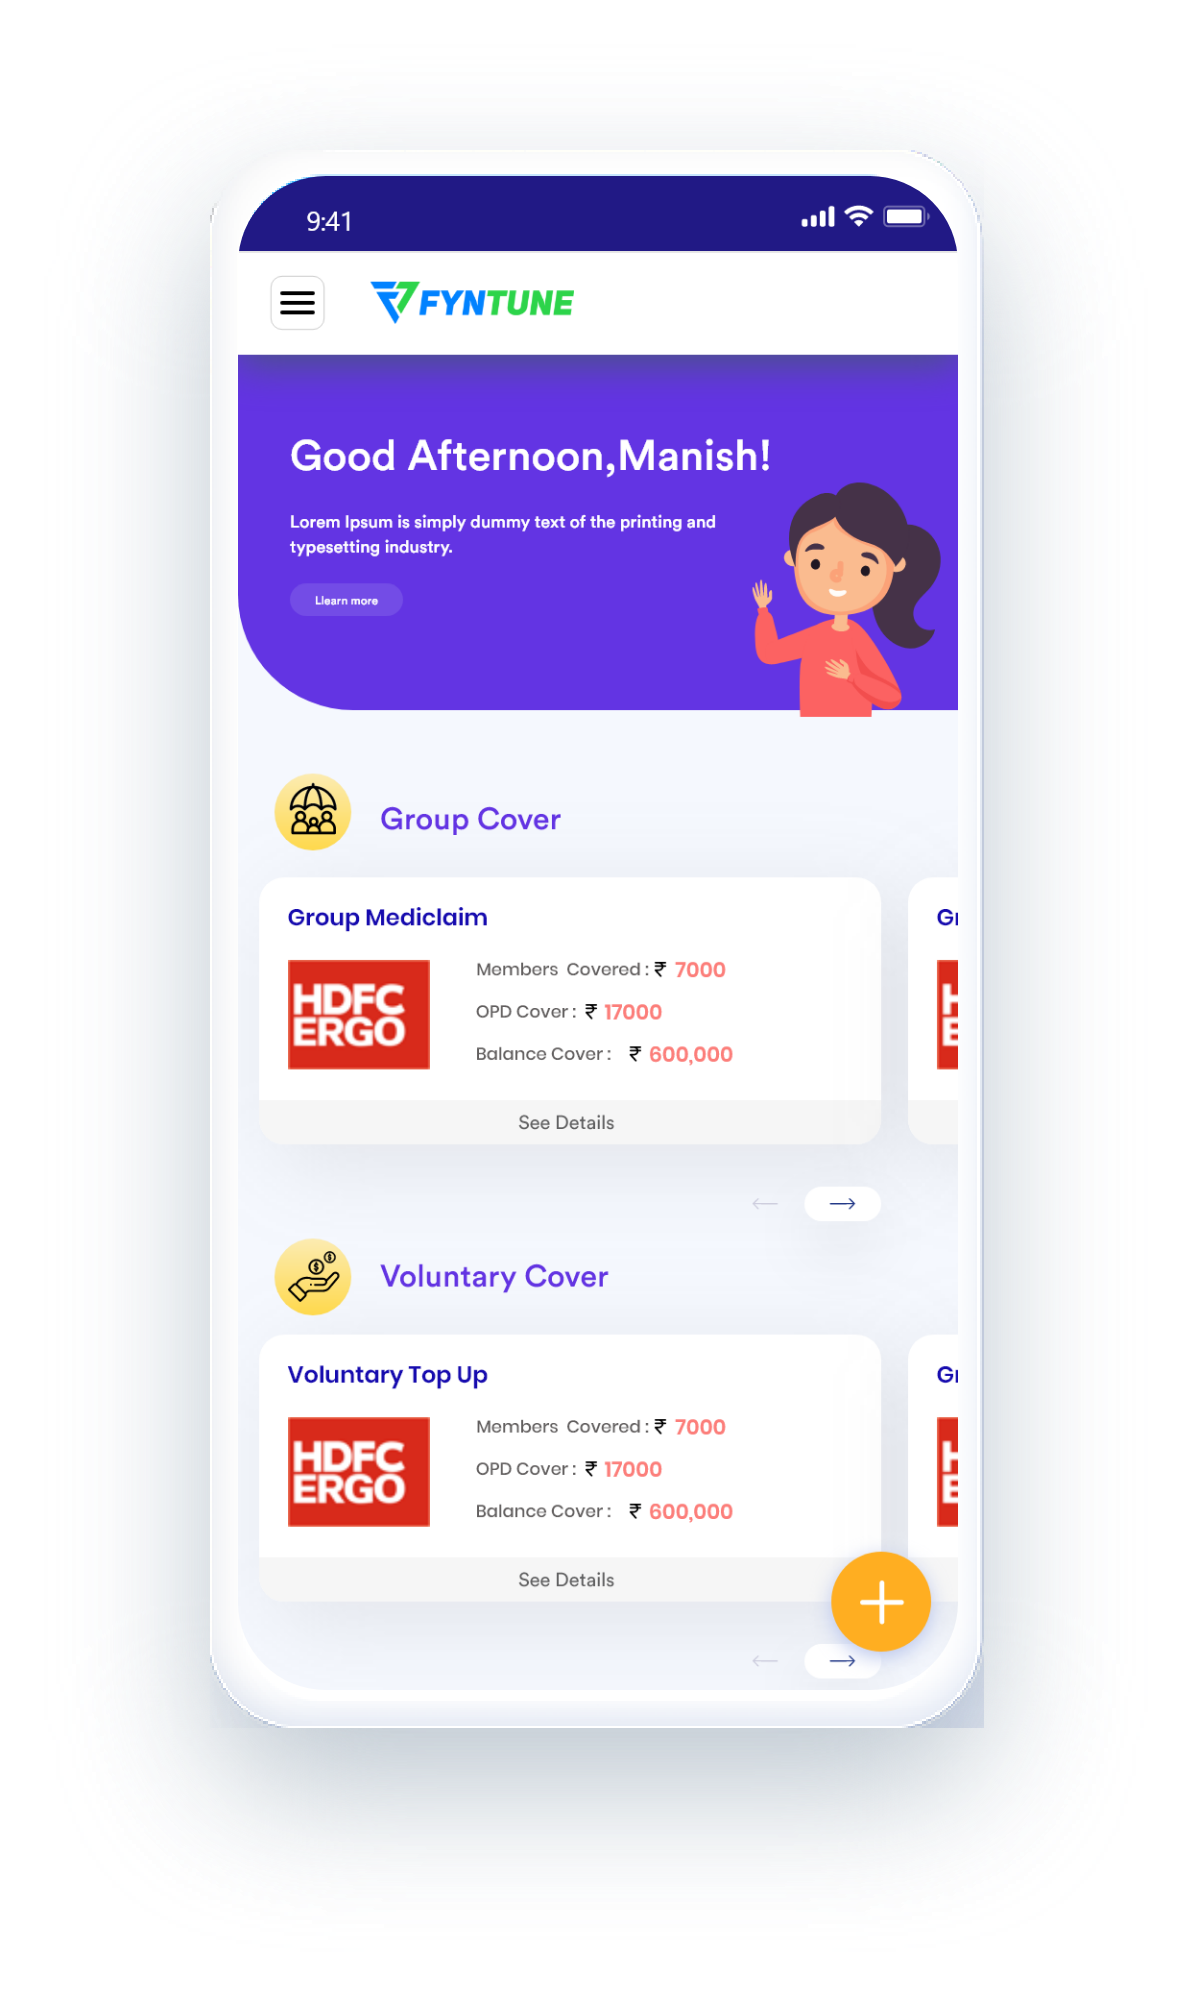 9:41
FYNTUNE
Good Afternoon,Manish!
Lorem Ipsum is simply dummy text of the printing and
typesetting industry.
Llearn more
Group Cover
Group Mediclaim
Gr
HDFC
ERGO
Members Covered : ₹ 7000
OPD Cover : ₹ 17000
Balance Cover : ₹ 600,000
See Details
Voluntary Cover
Voluntary Top Up
Gr
HDFC
ERGO
Members Covered : ₹ 7000
OPD Cover : ₹ 17000
Balance Cover : ₹ 600,000
See Details